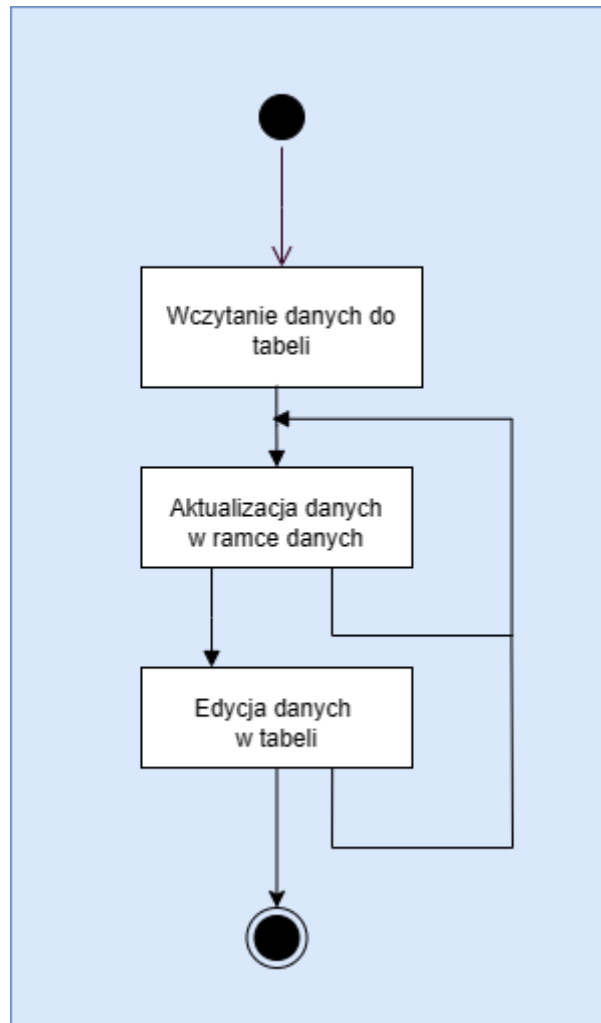 Wczytanie danych do
tabeli
Aktualizacja danych
w ramce danych
Edycja danych
w tabeli